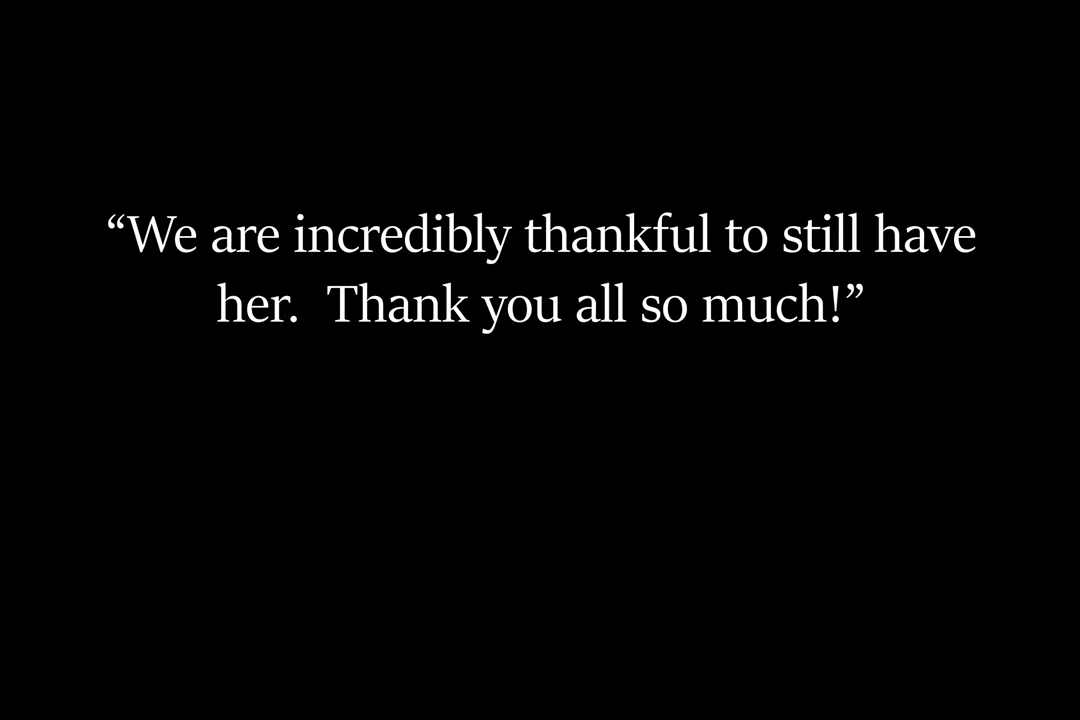 “We are incredibly thankful to still have
her.  Thank you all so much!”